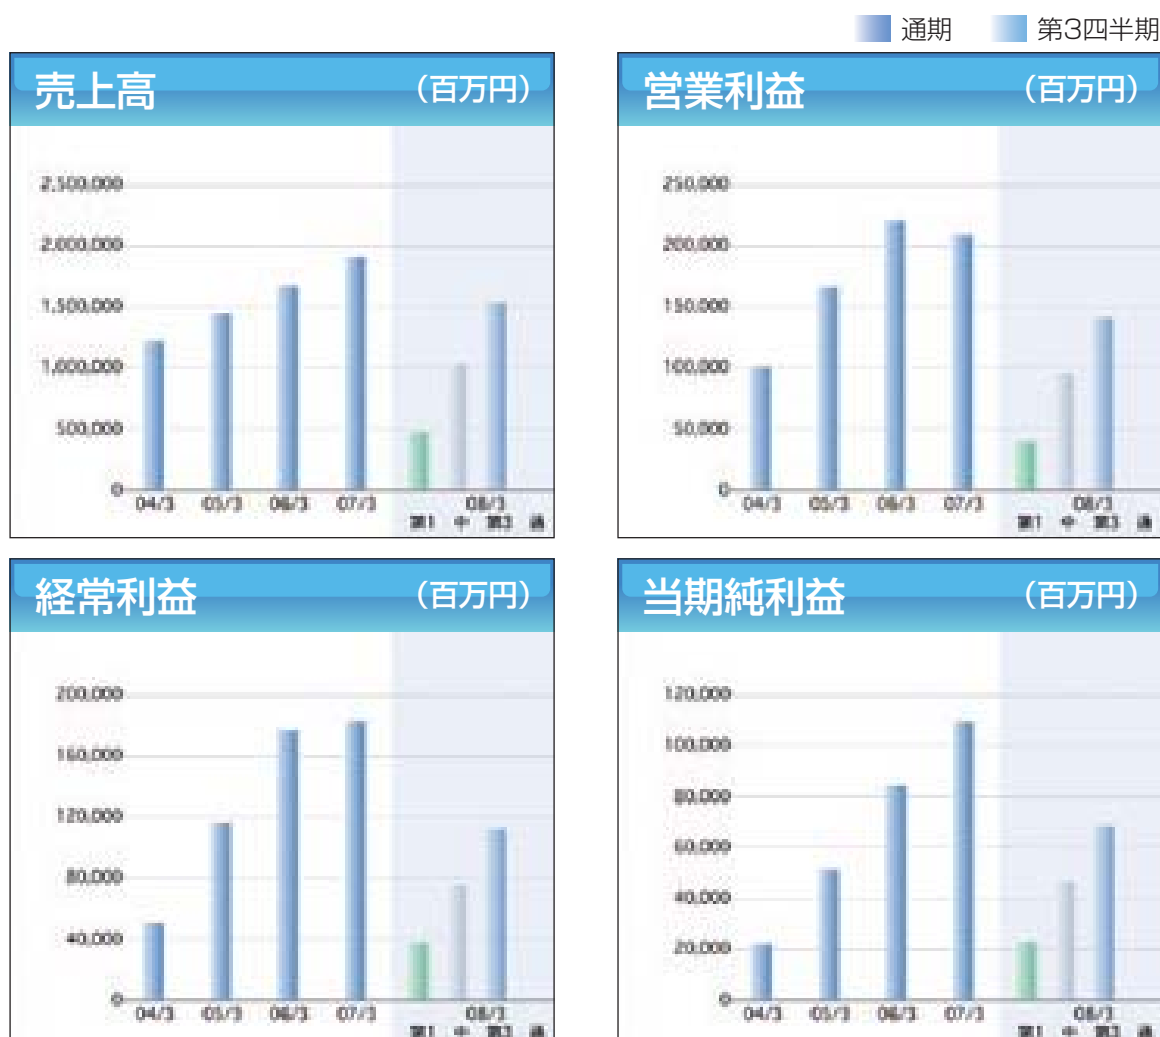 通期 第3四半期
売上高 （百万円）
2,500,000
2,000,000
1,500,000
1,000,000
500,000
0
04/3 05/3 06/3 07/3 08/3
第1 中 第3 通
営業利益 （百万円）
250,000
200,000
150,000
100,000
50,000
0
04/3 05/3 06/3 07/3 08/3
第1 中 第3 通
経常利益 （百万円）
200,000
160,000
120,000
80,000
40,000
0
04/3 05/3 06/3 07/3 08/3
第1 中 第3 通
当期純利益 （百万円）
120,000
100,000
80,000
60,000
40,000
20,000
0
04/3 05/3 06/3 07/3 08/3
第1 中 第3 通